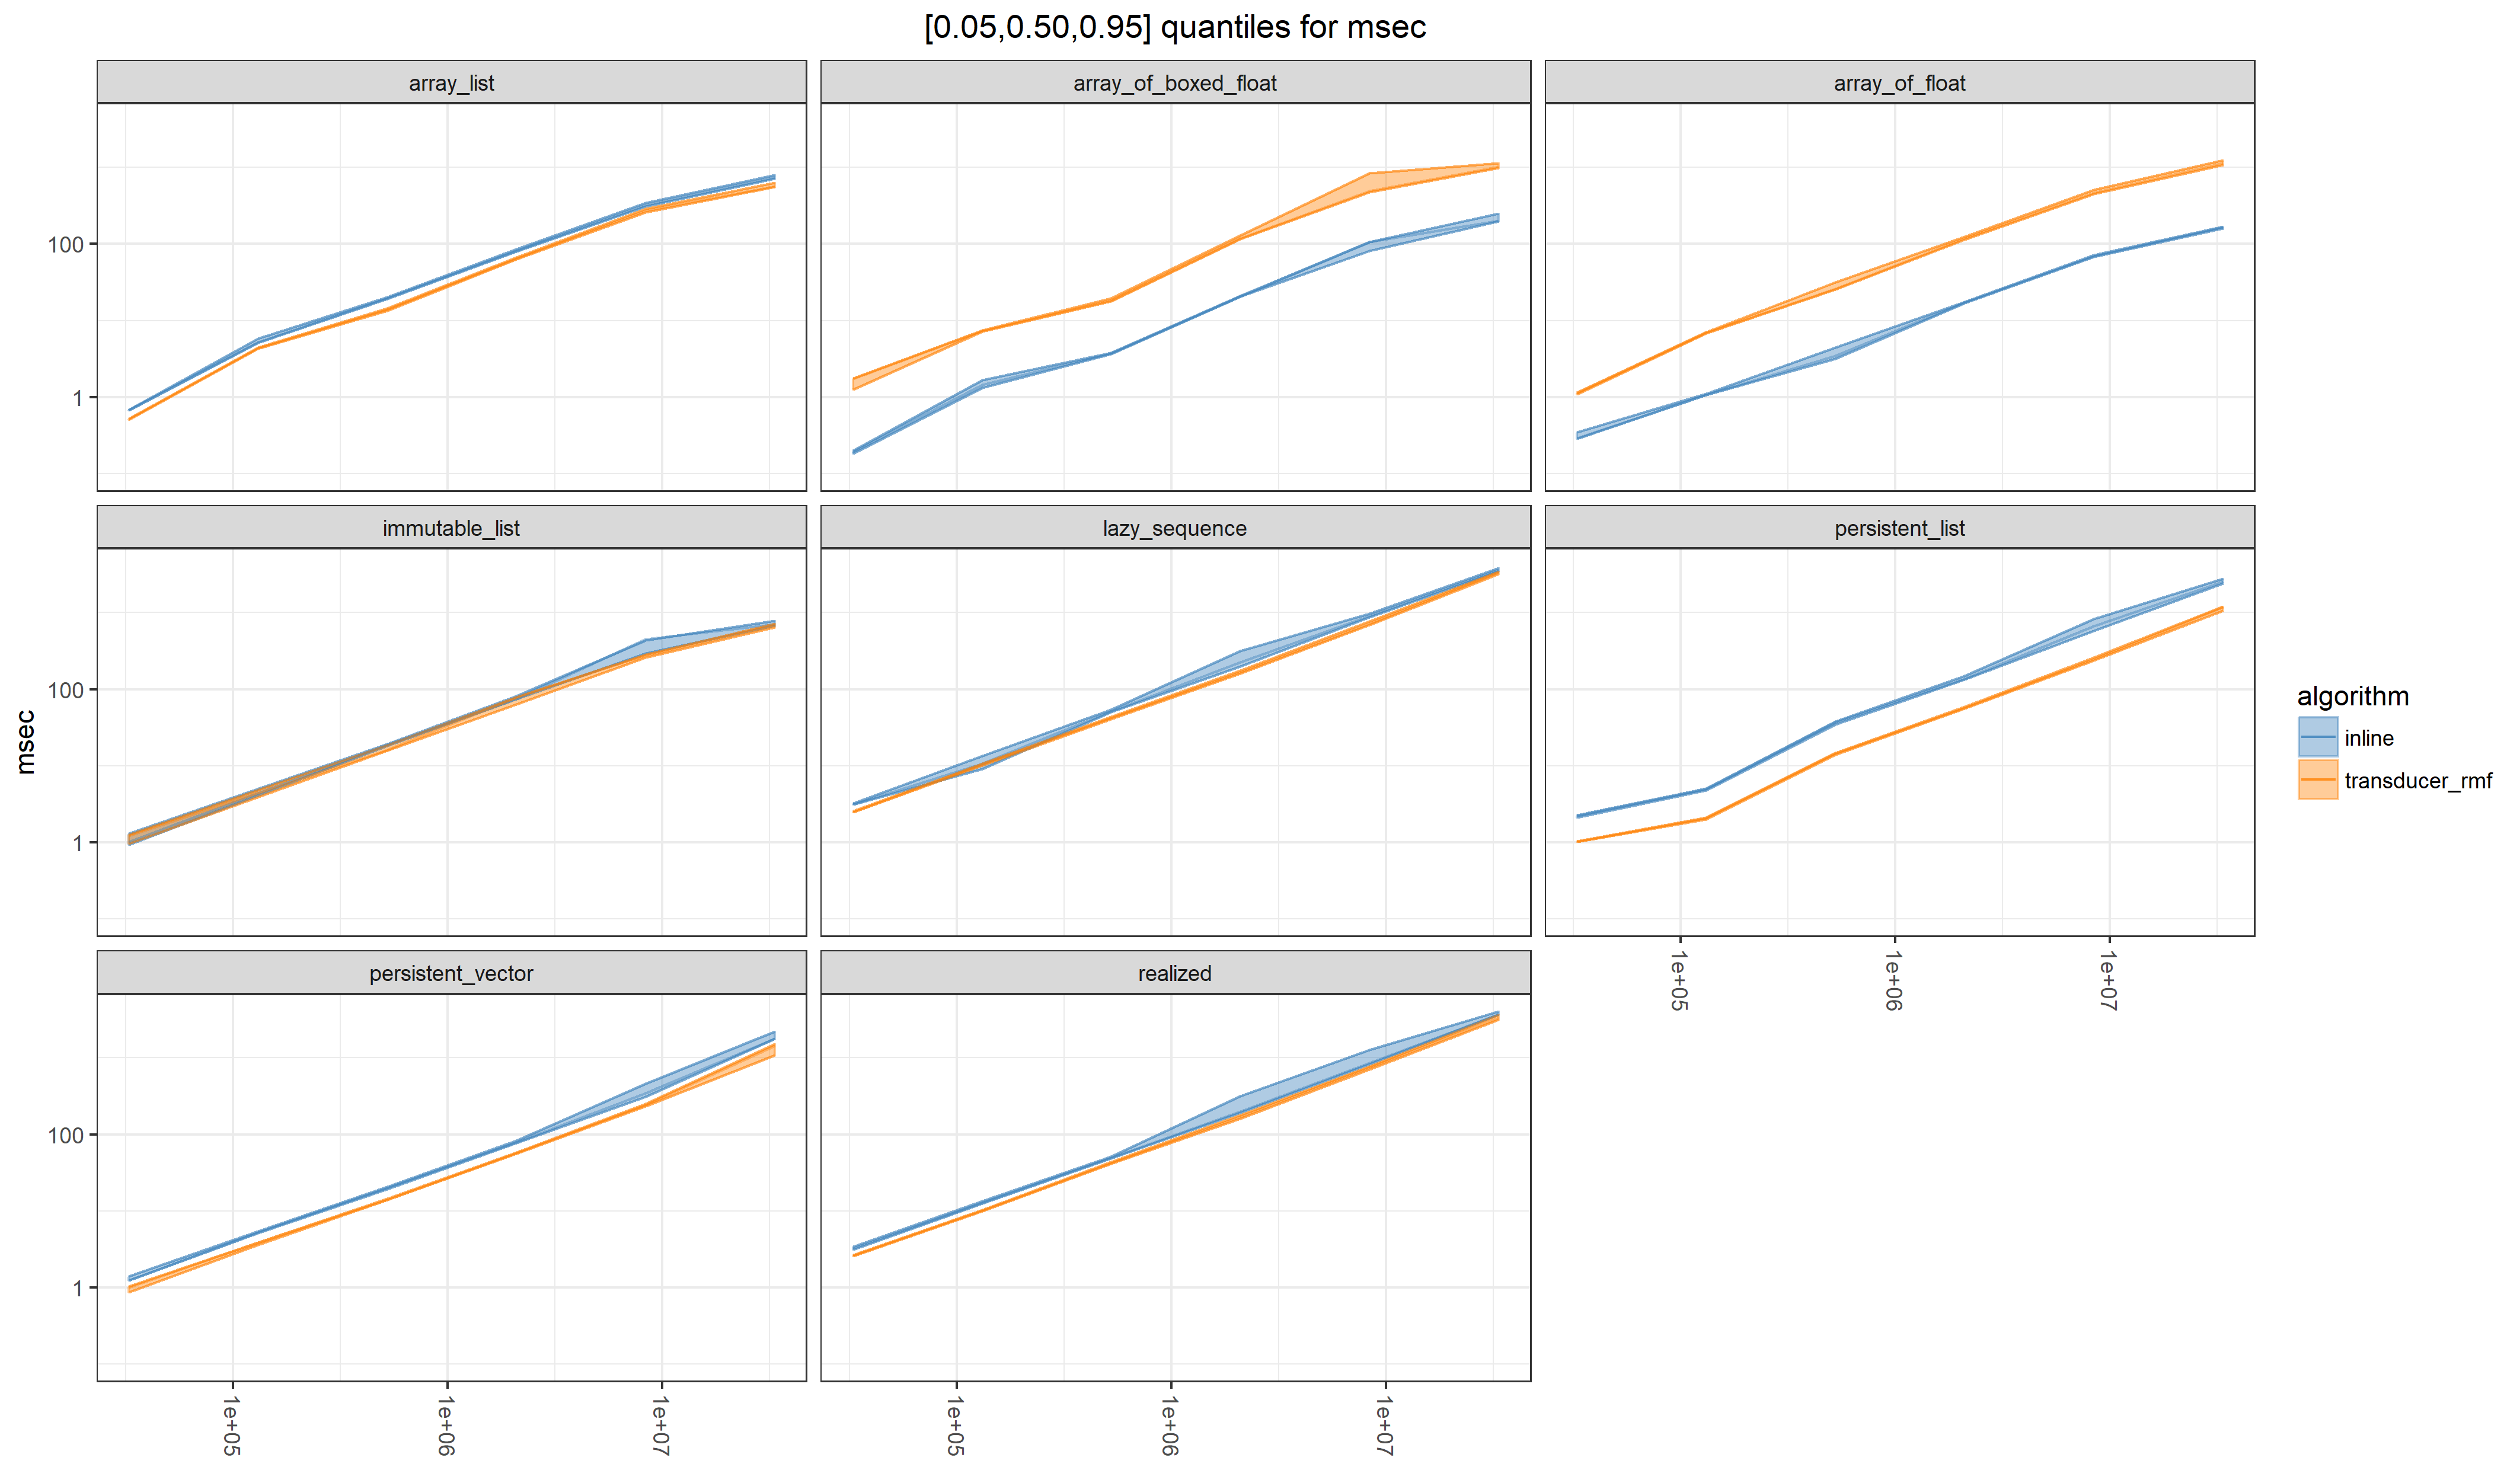 [0.05,0.50,0.95] quantiles for msec
array_list
array_of_boxed_float
array_of_float
100
1
immutable_list
lazy_sequence
persistent_list
100
1
msec
algorithm
inline
transducer_rmf
1e+05
1e+06
1e+07
persistent_vector
realized
100
1
1e+05
1e+06
1e+07
1e+05
1e+06
1e+07